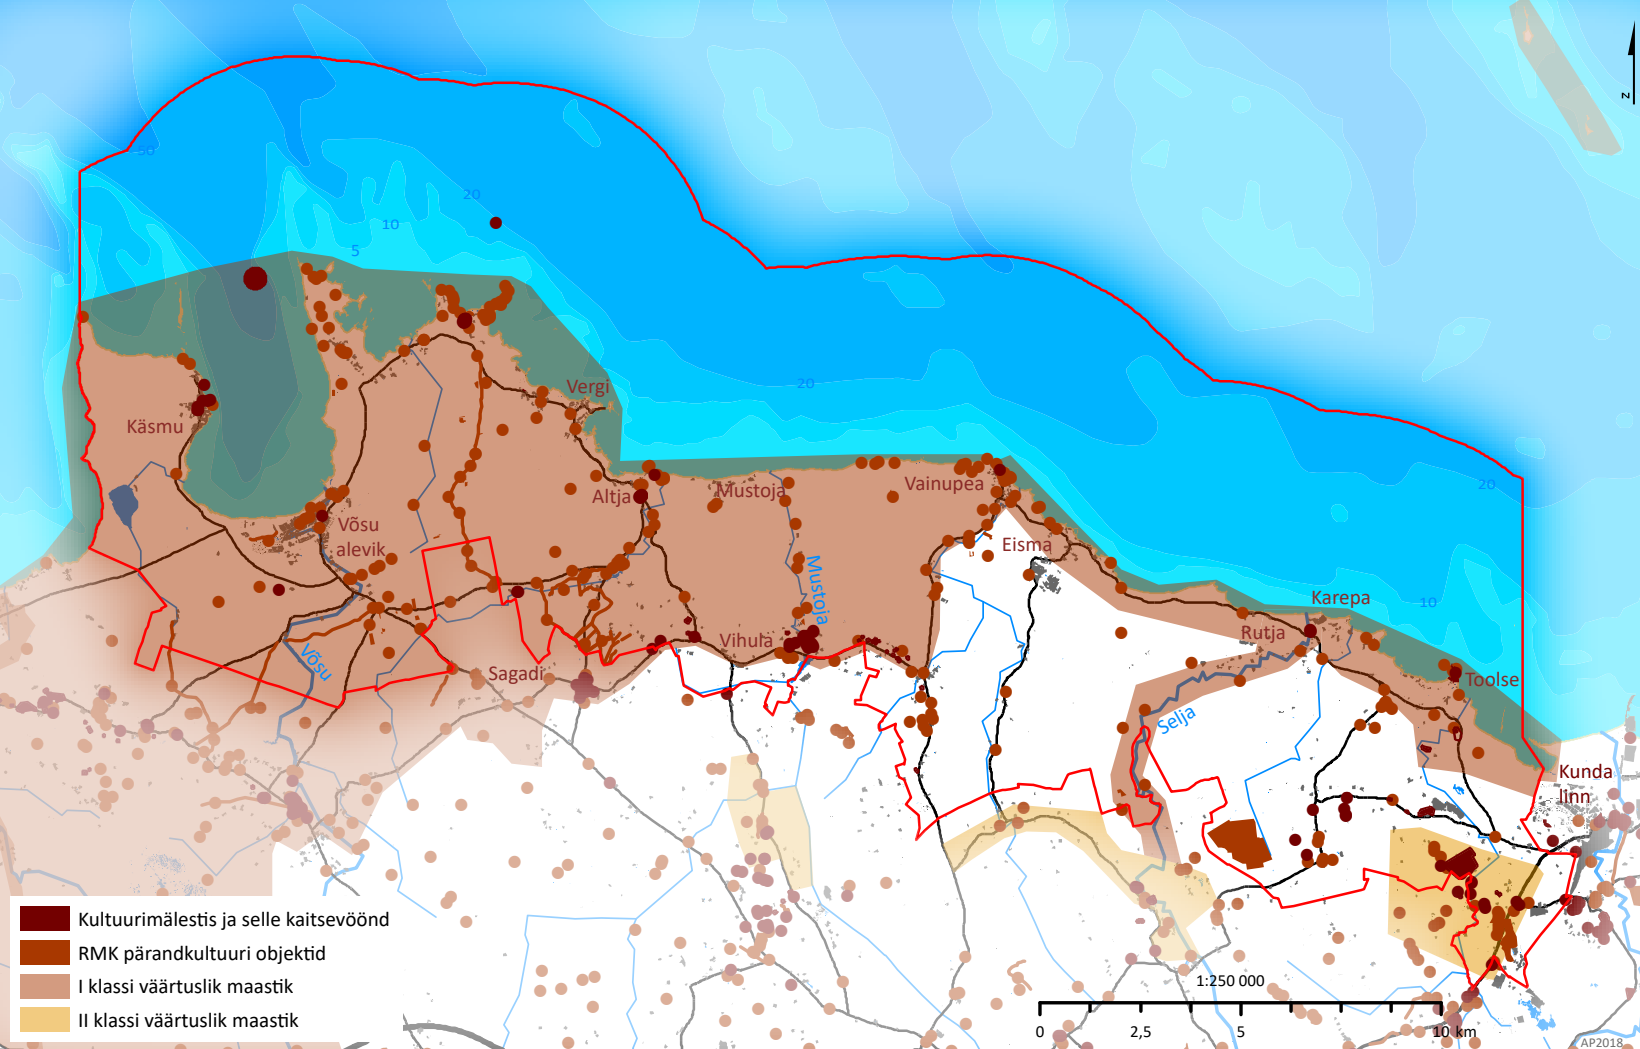 N
50
20
10
5
Vergi
20
Käsmu
Altja
Mustoja
Vainupea
20
Võsu
alevik
Eisma
Mustoja
Karepa
10
Rutja
Vihula
Võsu
Sagadi
Toolse
Selja
Kunda
linn
Kultuurimälestis ja selle kaitsevöönd
RMK pärandkultuuri objektid
I klassi väärtuslik maastik
II klassi väärtuslik maastik
1:250 000
0 2,5 5 10 km
AP2018